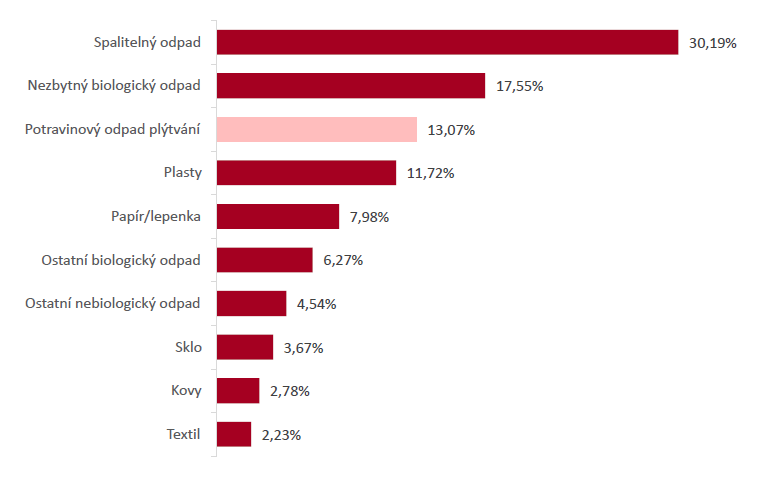 Spalitelný odpad 30,19%
Nezbytný biologický odpad 17,55%
Potravinový odpad plýtvání 13,07%
Plasty 11,72%
Papír/lepenka 7,98%
Ostatní biologický odpad 6,27%
Ostatní nebiologický odpad 4,54%
Sklo 3,67%
Kovy 2,78%
Textil 2,23%